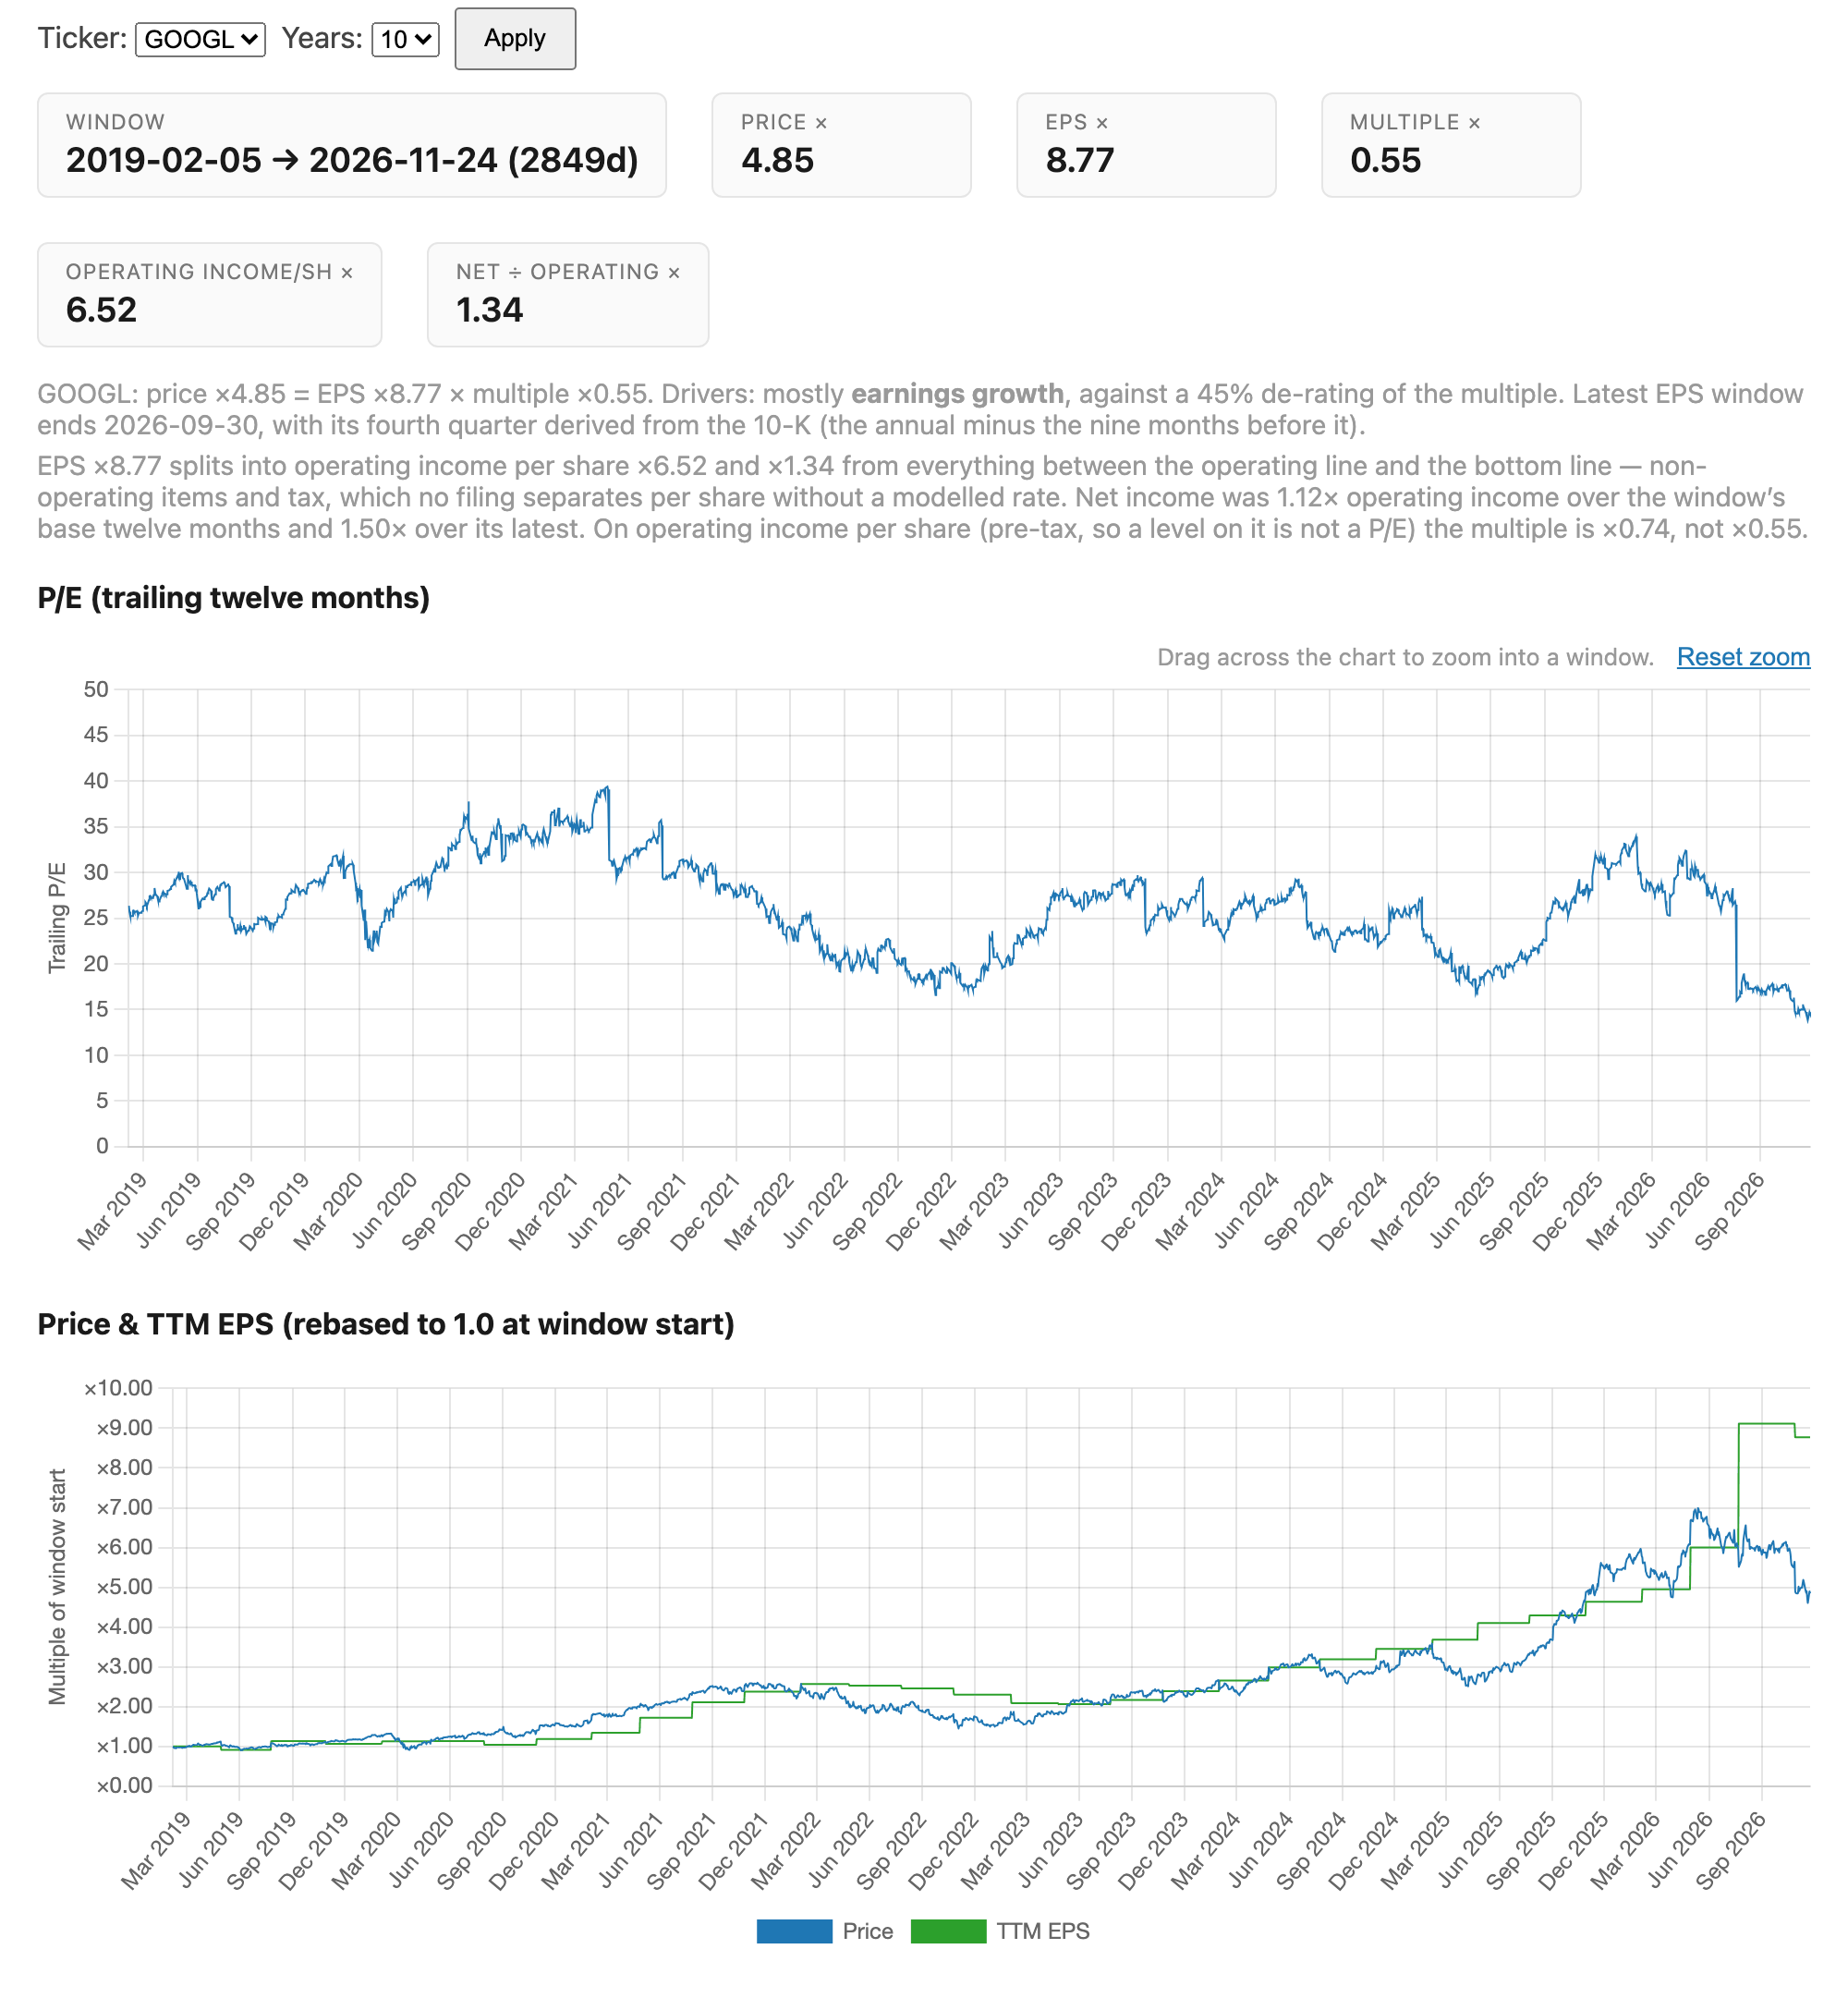 Ticker: GOOGL Years: 10 Apply
WINDOW
2019-02-05 → 2026-11-24 (2849d)
PRICE ×
4.85
EPS ×
8.77
MULTIPLE ×
0.55
OPERATING INCOME/SH ×
6.52
NET ÷ OPERATING ×
1.34
GOOGL: price ×4.85 = EPS ×8.77 × multiple ×0.55. Drivers: mostly earnings growth, against a 45% de-rating of the multiple. Latest EPS window
ends 2026-09-30, with its fourth quarter derived from the 10-K (the annual minus the nine months before it).
EPS ×8.77 splits into operating income per share ×6.52 and ×1.34 from everything between the operating line and the bottom line — non-
operating items and tax, which no filing separates per share without a modelled rate. Net income was 1.12× operating income over the window’s
base twelve months and 1.50× over its latest. On operating income per share (pre-tax, so a level on it is not a P/E) the multiple is ×0.74, not ×0.55.
P/E (trailing twelve months)
Drag across the chart to zoom into a window. Reset zoom
Trailing P/E
50
45
40
35
30
25
20
15
10
5
0
Mar 2019
Jun 2019
Sep 2019
Dec 2019
Mar 2020
Jun 2020
Sep 2020
Dec 2020
Mar 2021
Jun 2021
Sep 2021
Dec 2021
Mar 2022
Jun 2022
Sep 2022
Dec 2022
Mar 2023
Jun 2023
Sep 2023
Dec 2023
Mar 2024
Jun 2024
Sep 2024
Dec 2024
Mar 2025
Jun 2025
Sep 2025
Dec 2025
Mar 2026
Jun 2026
Sep 2026
Price & TTM EPS (rebased to 1.0 at window start)
Multiple of window start
×10.00
×9.00
×8.00
×7.00
×6.00
×5.00
×4.00
×3.00
×2.00
×1.00
×0.00
Mar 2019
Jun 2019
Sep 2019
Dec 2019
Mar 2020
Jun 2020
Sep 2020
Dec 2020
Mar 2021
Jun 2021
Sep 2021
Dec 2021
Mar 2022
Jun 2022
Sep 2022
Dec 2022
Mar 2023
Jun 2023
Sep 2023
Dec 2023
Mar 2024
Jun 2024
Sep 2024
Dec 2024
Mar 2025
Jun 2025
Sep 2025
Dec 2025
Mar 2026
Jun 2026
Sep 2026
Price
TTM EPS